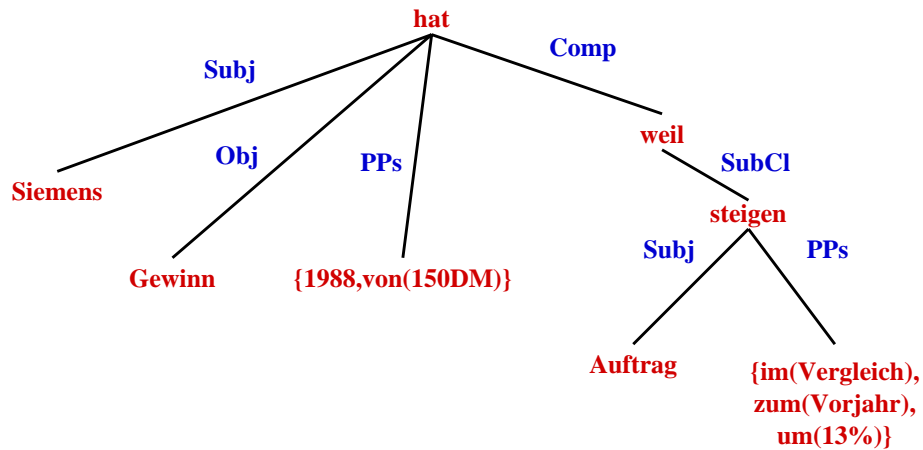 hat
Subj
Comp
Obj
PPs
weil
SubCl
Siemens
steigen
Subj
PPs
Gewinn
{1988,von(150DM)}
Auftrag
{im(Vergleich),
zum(Vorjahr),
um(13%)}